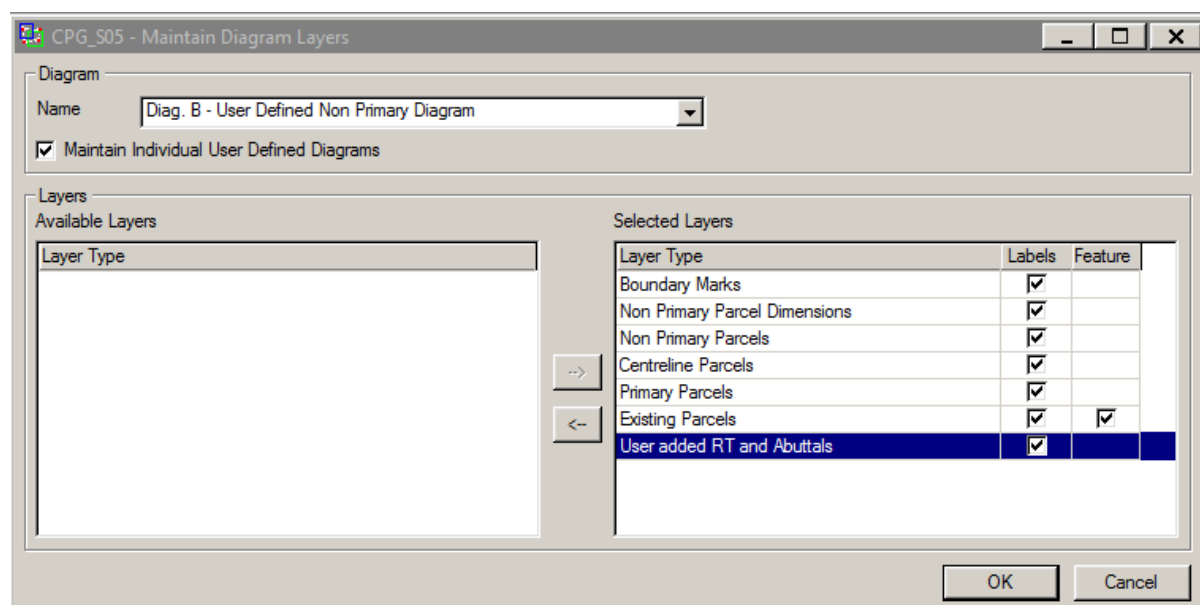 CPG_S05 - Maintain Diagram Layers
Diagram
Name Diag. B - User Defined Non Primary Diagram
Maintain Individual User Defined Diagrams
Layers
Available Layers
Layer Type
-->
<--
Selected Layers
Layer Type Labels Feature
Boundary Marks
Non Primary Parcel Dimensions
Non Primary Parcels
Centreline Parcels
Primary Parcels
Existing Parcels
User added RT and Abuttals
OK Cancel